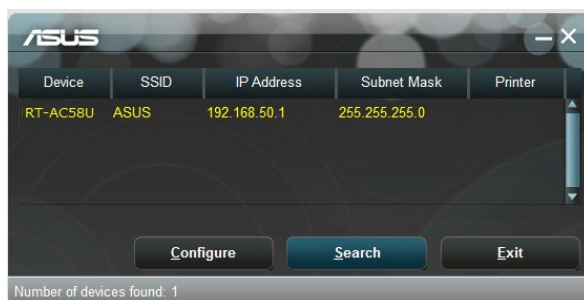 ASUS
Device SSID IP Address Subnet Mask Printer
RT-AC58U ASUS 192.168.50.1 255.255.255.0
Configure Search Exit
Number of devices found: 1